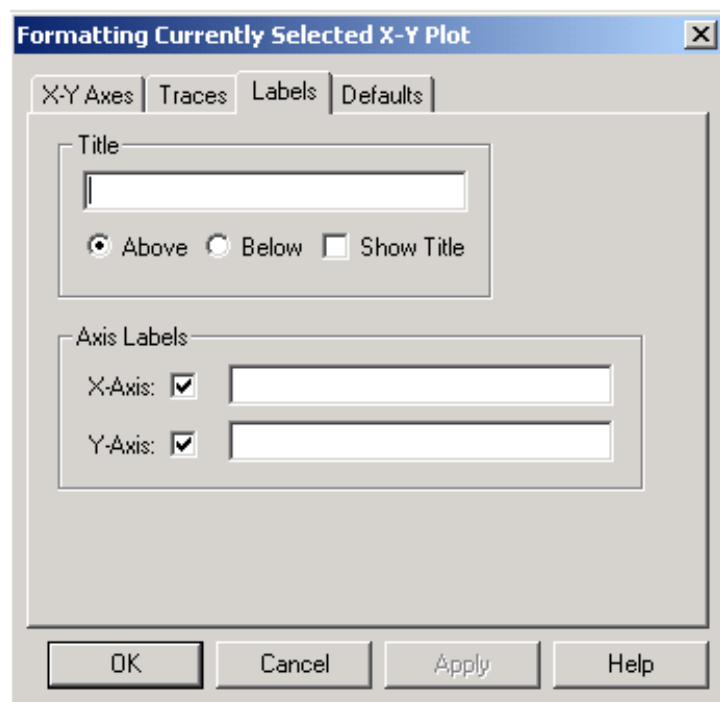 Formatting Currently Selected X-Y Plot
X-Y Axes Traces Labels Defaults
Title
Above Below Show Title
Axis Labels
X-Axis:
Y-Axis:
OK Cancel Apply Help